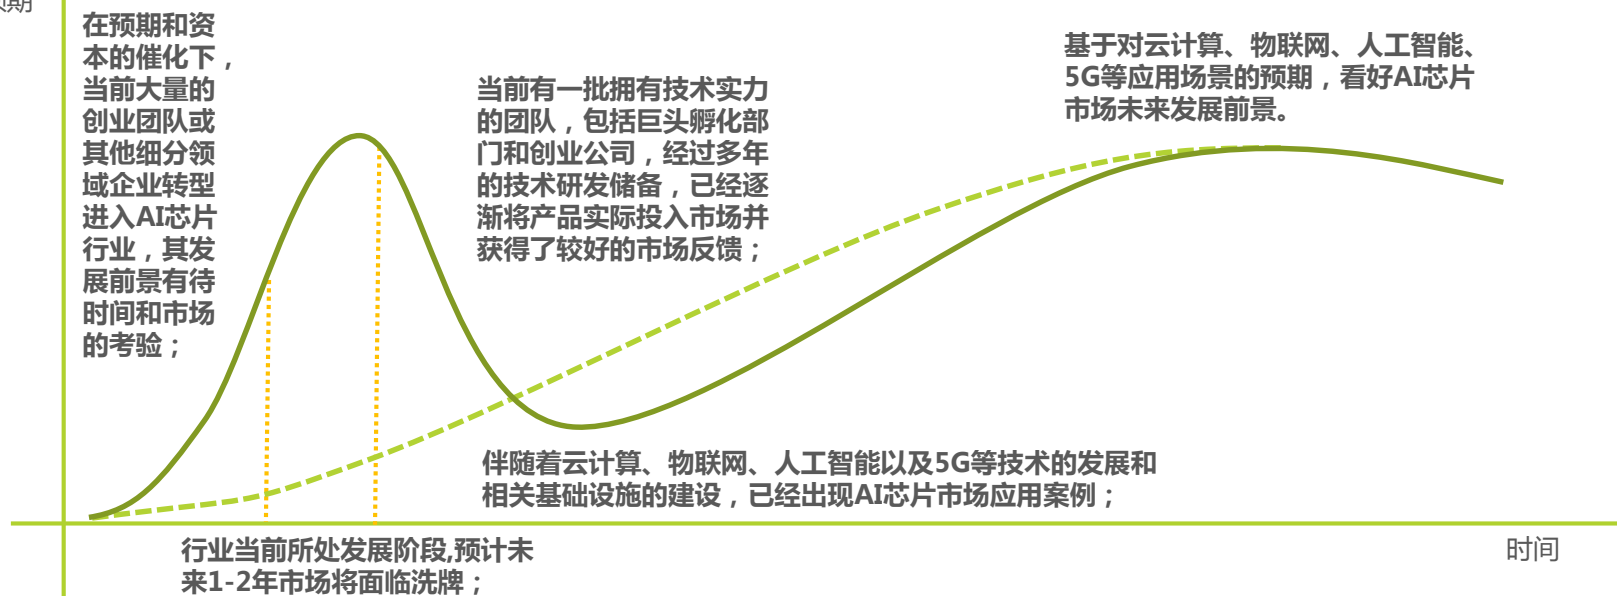 预期
在预期和资
本的催化下，
当前大量的
创业团队或
其他细分领
域企业转型
进入AI芯片
行业，其发
展前景有待
时间和市场
的考验；
当前有一批拥有技术实力
的团队，包括巨头孵化部
门和创业公司，经过多年
的技术研发储备，已经逐
渐将产品实际投入市场并
获得了较好的市场反馈；
基于对云计算、物联网、人工智能、
5G等应用场景的预期，看好AI芯片
市场未来发展前景。
伴随着云计算、物联网、人工智能以及5G等技术的发展和
相关基础设施的建设，已经出现AI芯片市场应用案例；
行业当前所处发展阶段,预计未
来1-2年市场将面临洗牌；
时间